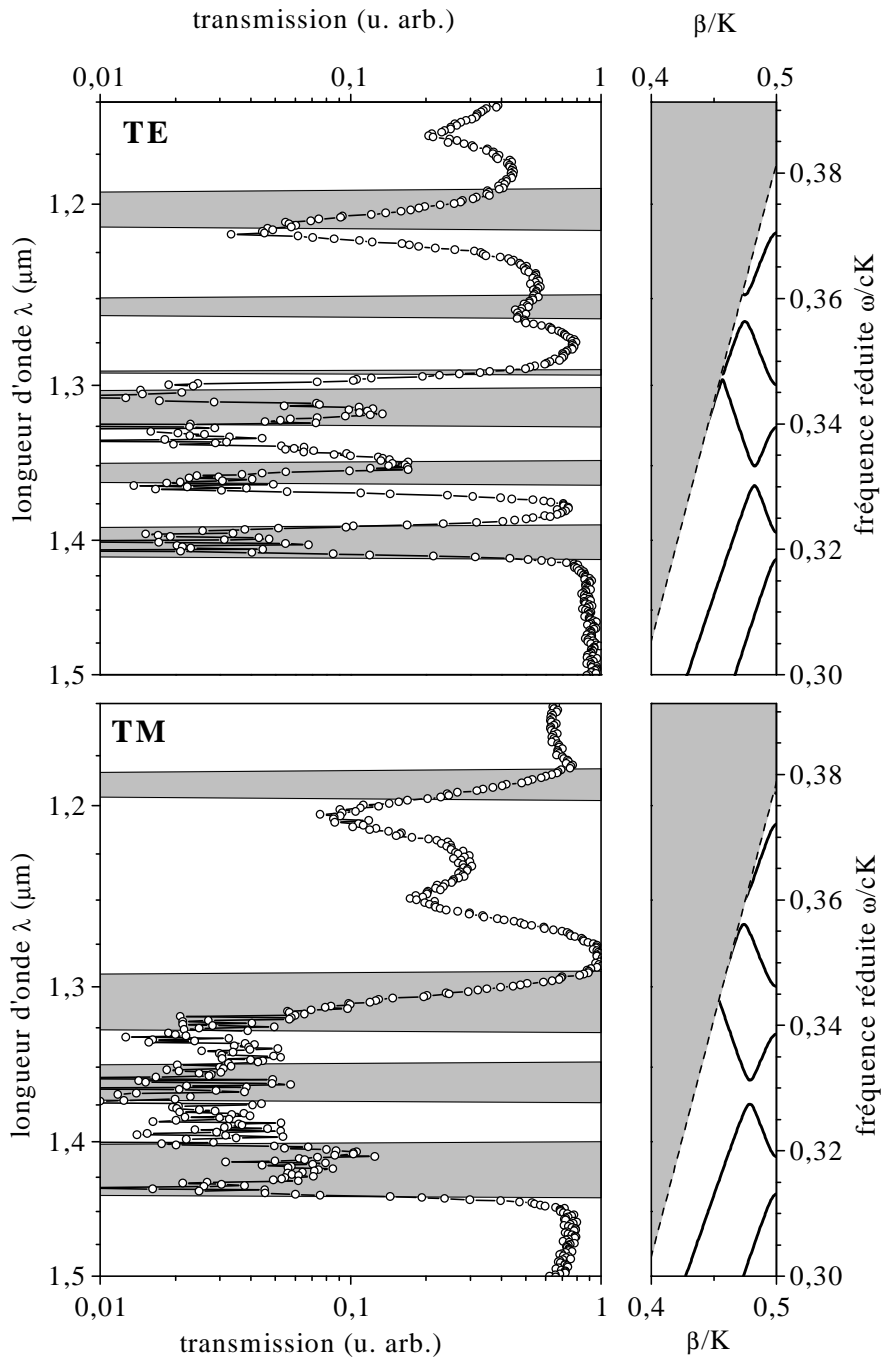 transmission (u. arb.)
β/K
0,01
0,1
1
0,4
0,5
TE
1,2
1,3
1,4
1,5
longueur d'onde λ (μm)
0,38
0,36
0,34
0,32
0,30
fréquence réduite ω/cK
TM
1,2
1,3
1,4
1,5
longueur d'onde λ (μm)
0,38
0,36
0,34
0,32
0,30
fréquence réduite ω/cK
0,01
0,1
1
0,4
0,5
transmission (u. arb.)
β/K